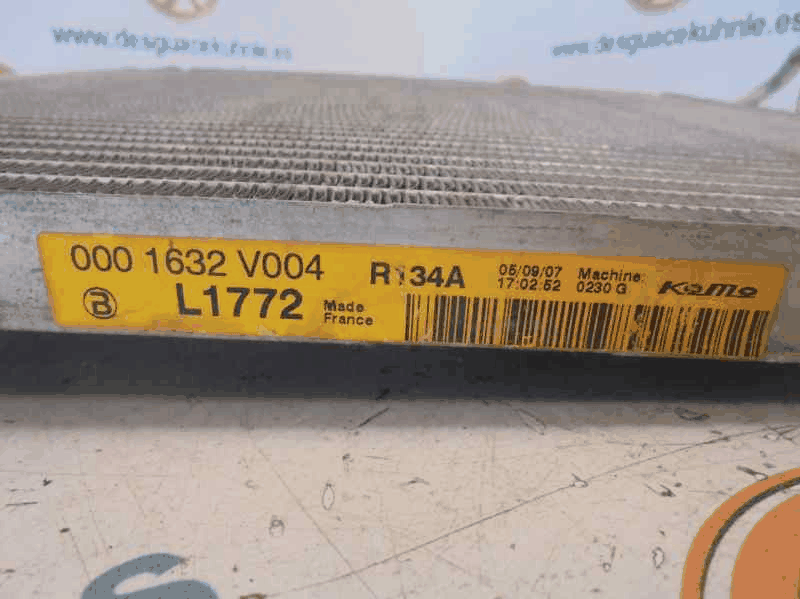 www.desguacekuhnle.es
www.desguacekuhnle.es
000 1632 V004
R134A
05/09/07
17:02:52
Machine:
0230 G
KaMo
B
L1772
Made
France
S